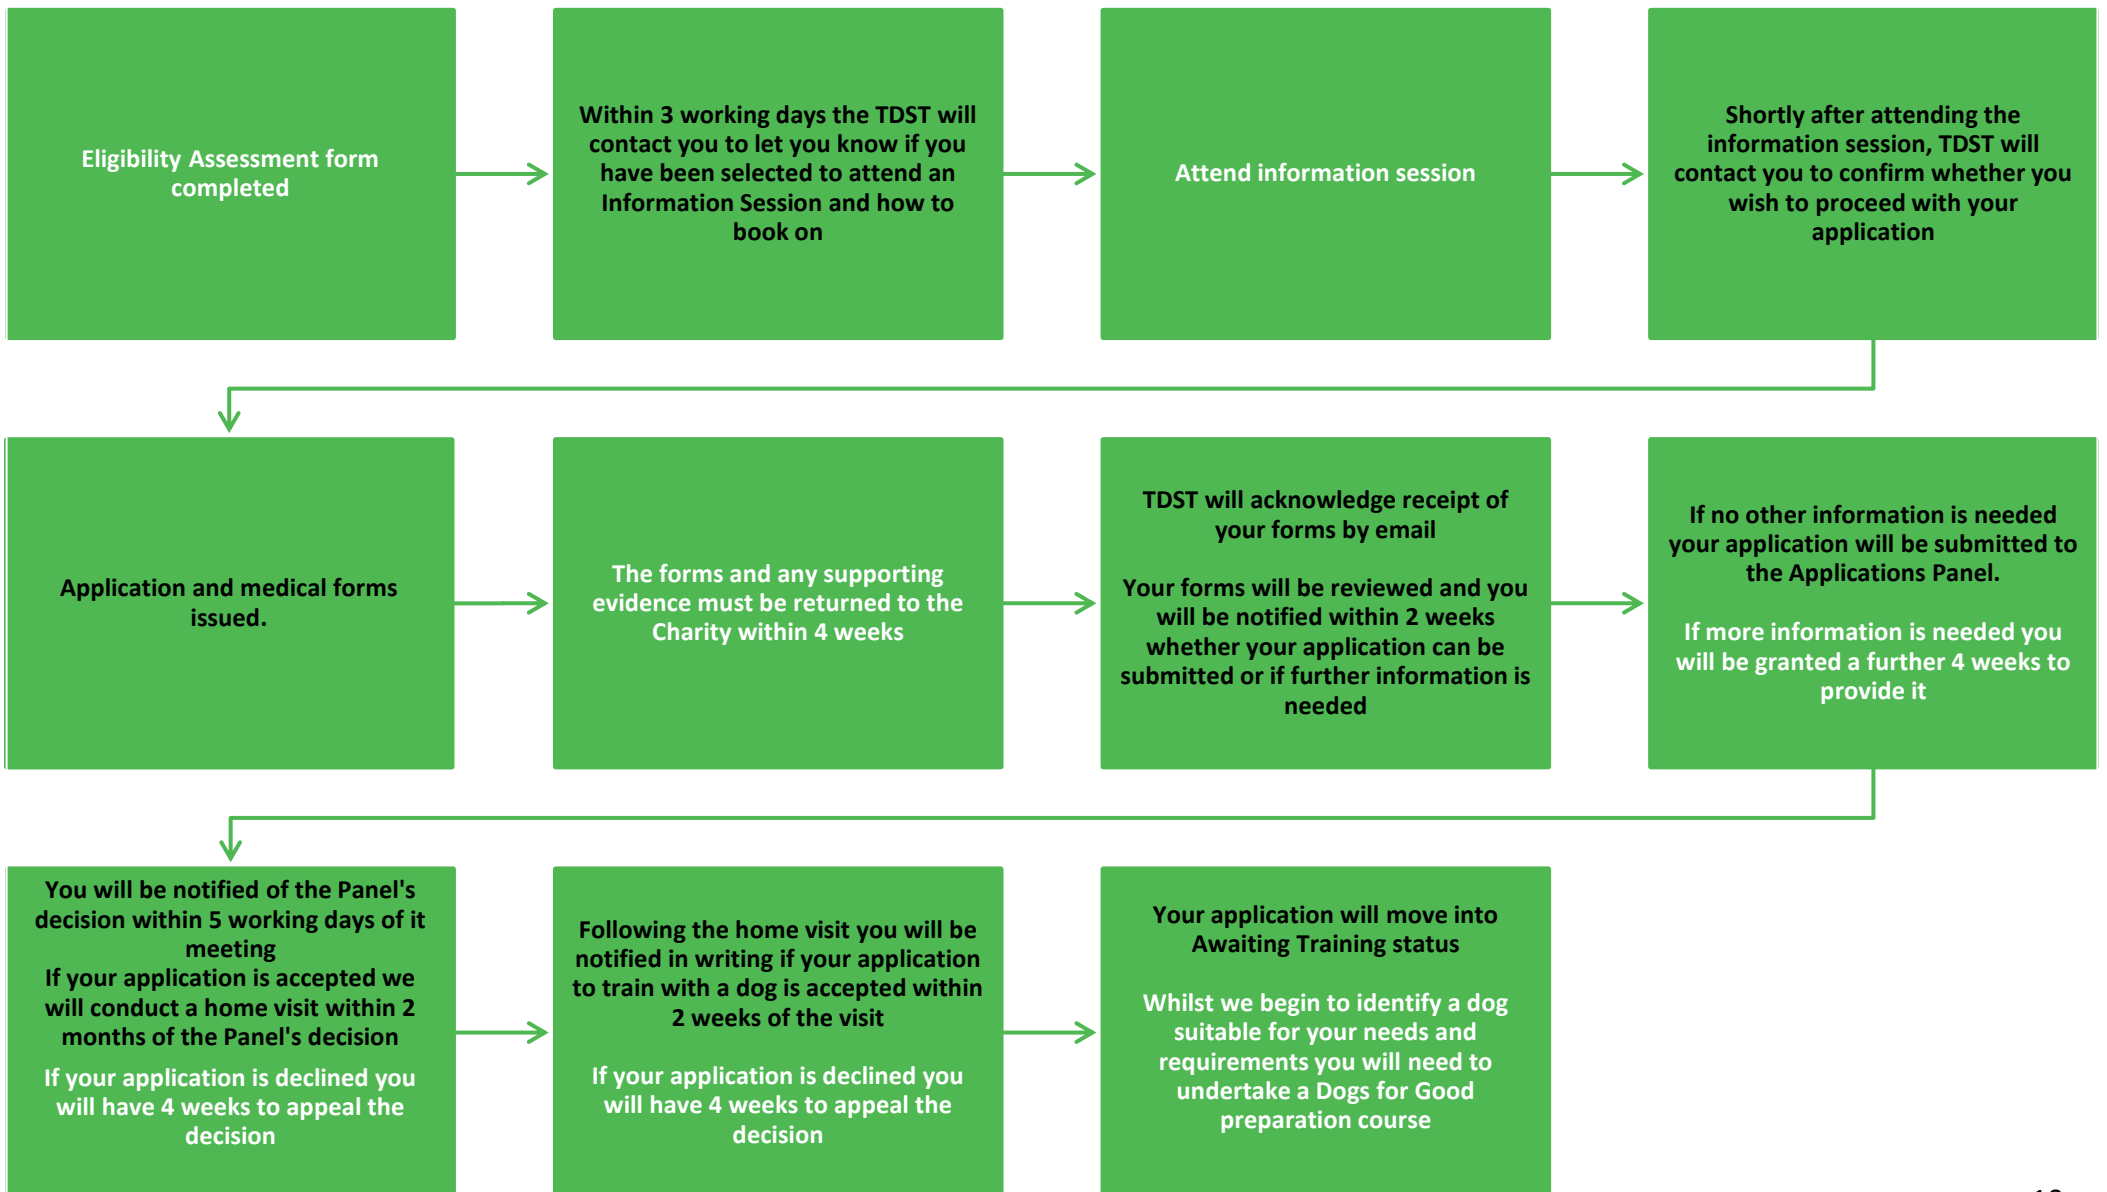 Eligibility Assessment form
completed
Within 3 working days the TDST will
contact you to let you know if you
have been selected to attend an
Information Session and how to
book on
Attend information session
Shortly after attending the
information session, TDST will
contact you to confirm whether you
wish to proceed with your
application
Application and medical forms
issued.
The forms and any supporting
evidence must be returned to the
Charity within 4 weeks
TDST will acknowledge receipt of
your forms by email
Your forms will be reviewed and you
will be notified within 2 weeks
whether your application can be
submitted or if further information is
needed
If no other information is needed
your application will be submitted to
the Applications Panel.
If more information is needed you
will be granted a further 4 weeks to
provide it
You will be notified of the Panel's
decision within 5 working days of it
meeting
If your application is accepted we
will conduct a home visit within 2
months of the Panel's decision
If your application is declined you
will have 4 weeks to appeal the
decision
Following the home visit you will be
notified in writing if your application
to train with a dog is accepted within
2 weeks of the visit
If your application is declined you
will have 4 weeks to appeal the
decision
Your application will move into
Awaiting Training status
Whilst we begin to identify a dog
suitable for your needs and
requirements you will need to
undertake a Dogs for Good
preparation course